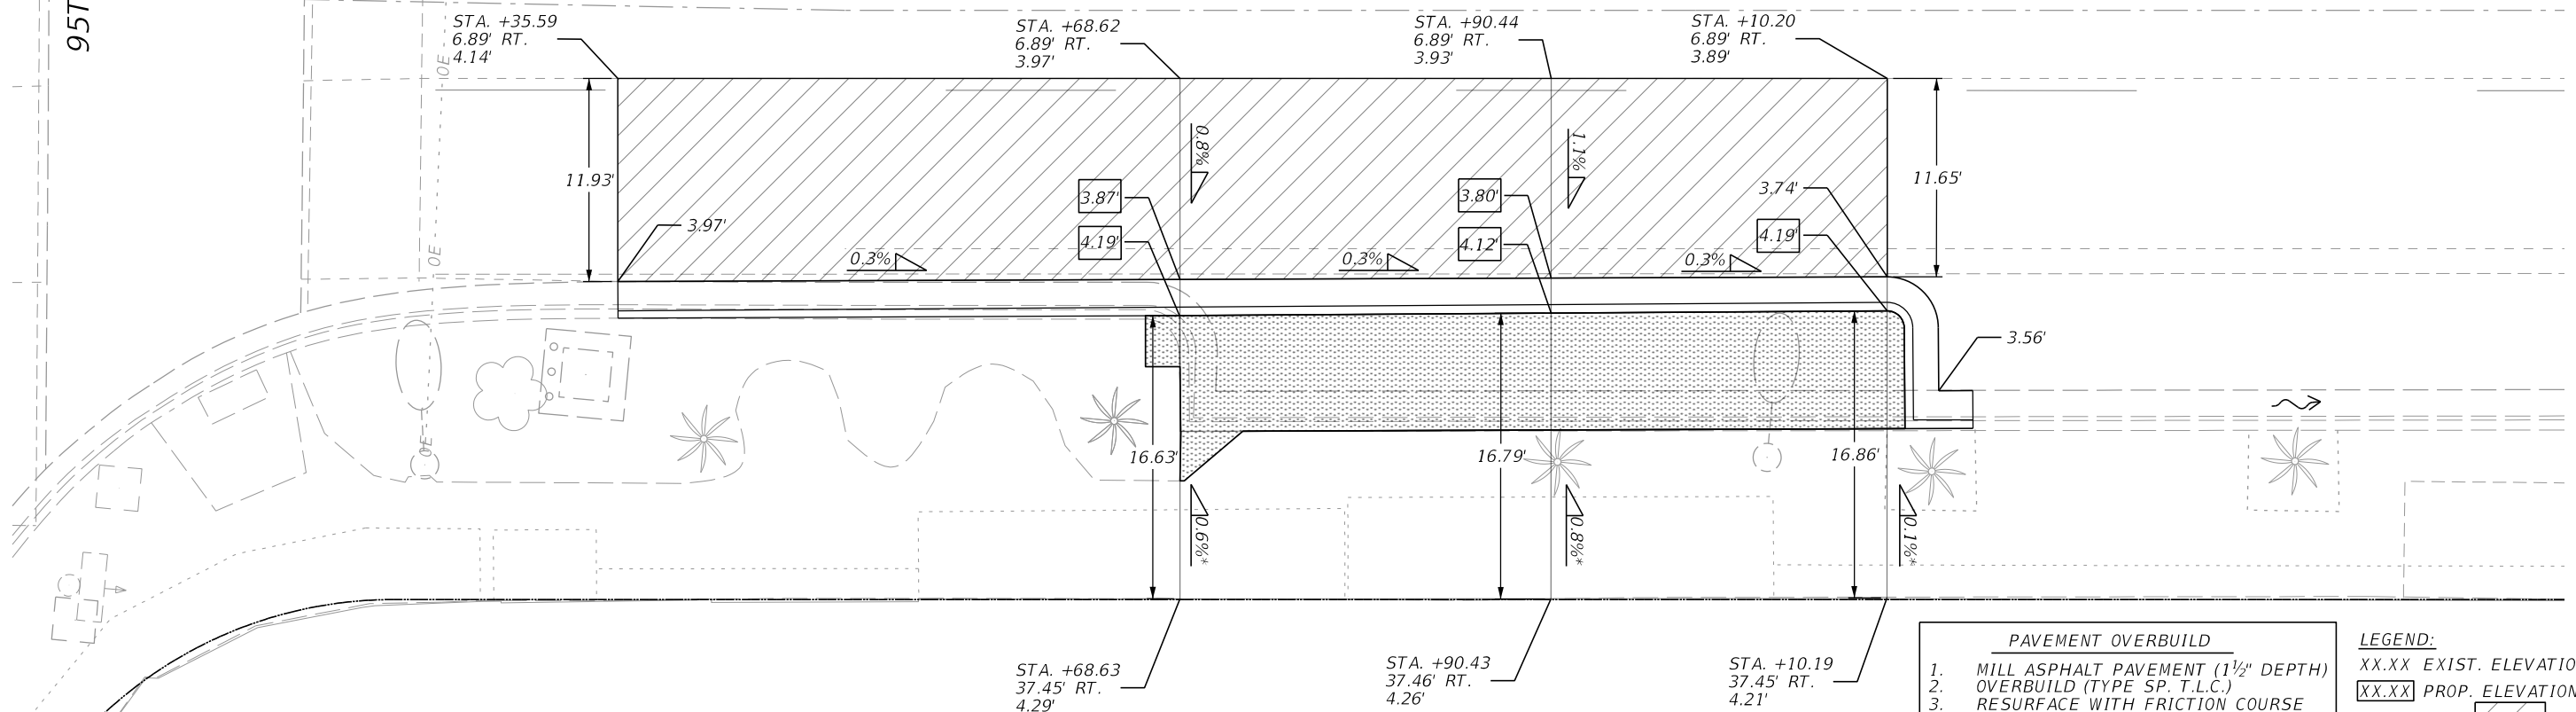 95T
STA. +35.59
6.89' RT.
4.14'
STA. +68.62
6.89' RT.
3.97'
STA. +90.44
6.89' RT.
3.93'
STA. +10.20
6.89' RT.
3.89'
OE
0.8%
1.1%
11.93'
11.65'
3.87'
3.80'
3.74'
3.97'
4.19'
4.12'
4.19'
OE
0.3%
0.3%
0.3%
3.56'
OE
16.63'
16.79'
16.86'
0.6%*
0.8%*
0.1%*
STA. +68.63
37.45' RT.
4.29'
STA. +90.43
37.46' RT.
4.26'
STA. +10.19
37.45' RT.
4.21'
PAVEMENT OVERBUILD
1. MILL ASPHALT PAVEMENT (1½" DEPTH)
2. OVERBUILD (TYPE SP. T.L.C.)
3. RESURFACE WITH FRICTION COURSE
LEGEND:
XX.XX EXIST. ELEVATIO
XX.XX PROP. ELEVATION